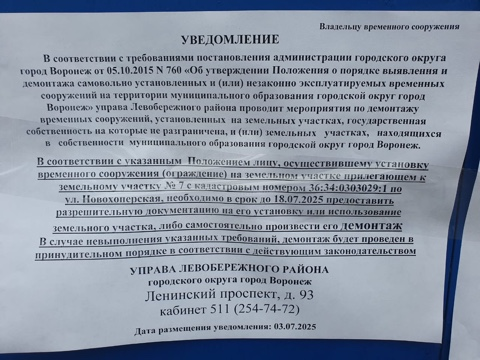 Владельцу временного сооружения
УВЕДОМЛЕНИЕ
В соответствии с требованиями постановления администрации городского округа
город Воронеж от 05.10.2015 N 760 «Об утверждении Положения о порядке выявления и
демонтажа самовольно установленных и (или) незаконно эксплуатируемых временных
сооружений на территории муниципального образования городской округ город
Воронеж» управа Левобережного района проводит мероприятия по демонтажу
временных сооружений, установленных на земельных участках, государственная
собственность на которые не разграничена, и (или) земельных участках, находящихся
в собственности муниципального образования городской округ город Воронеж.
В соответствии с указанным Положением лицу, осуществившему установку
временного сооружения (ограждение) на земельном участке прилегающем к
земельному участку № 7 с кадастровым номером 36:34:0303029:1 по
ул. Новохоперская, необходимо в срок до 18.07.2025 предоставить
разрешительную документацию на его установку или использование
земельного участка, либо самостоятельно произвести его демонтаж
В случае невыполнения указанных требований, демонтаж будет проведен в
принудительном порядке в соответствии с действующим законодательством
УПРАВА ЛЕВОБЕРЕЖНОГО РАЙОНА
городского округа город Воронеж
Ленинский проспект, д. 93
кабинет 511 (254-74-72)
Дата размещения уведомления: 03.07.2025